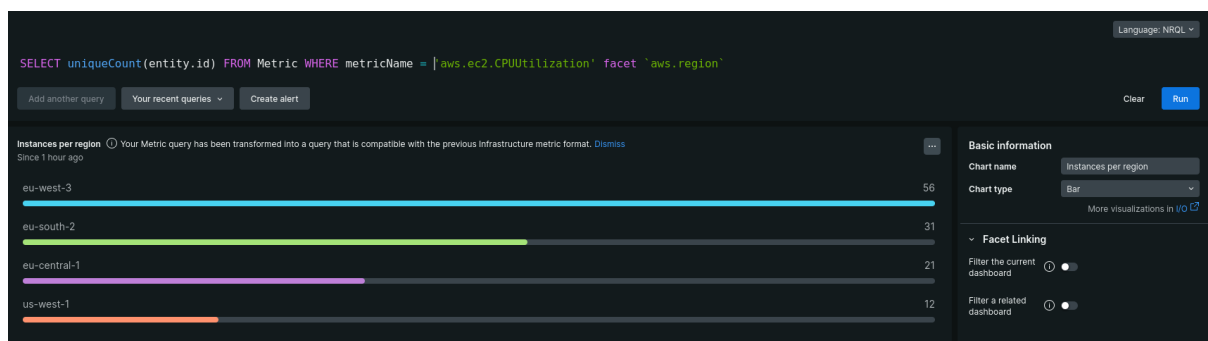 Language: NRQL
SELECT uniqueCount(entity.id) FROM Metric WHERE metricName = 'aws.ec2.CPUUtilization' facet `aws.region`
Add another query
Your recent queries
Create alert
Clear
Run
Instances per region Your Metric query has been transformed into a query that is compatible with the previous Infrastructure metric format. Dismiss
Since 1 hour ago
...
eu-west-3 56
eu-south-2 31
eu-central-1 21
us-west-1 12
Basic information
Chart name Instances per region
Chart type Bar
More visualizations in I/O
Facet Linking
Filter the current
dashboard
Filter a related
dashboard